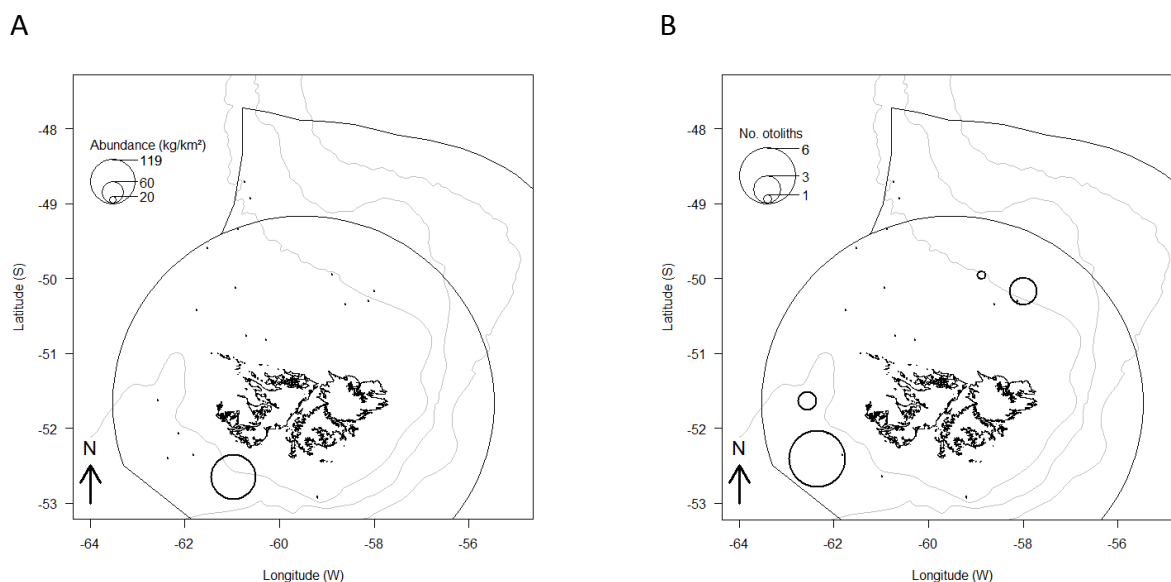 A
B
Abundance (kg/km²)
119
60
20
No. otoliths
6
3
1
-48
-49
-50
-51
-52
-53
Latitude (S)
N
-64
-62
-60
-58
-56
Longitude (W)
-48
-49
-50
-51
-52
-53
Latitude (S)
N
-64
-62
-60
-58
-56
Longitude (W)